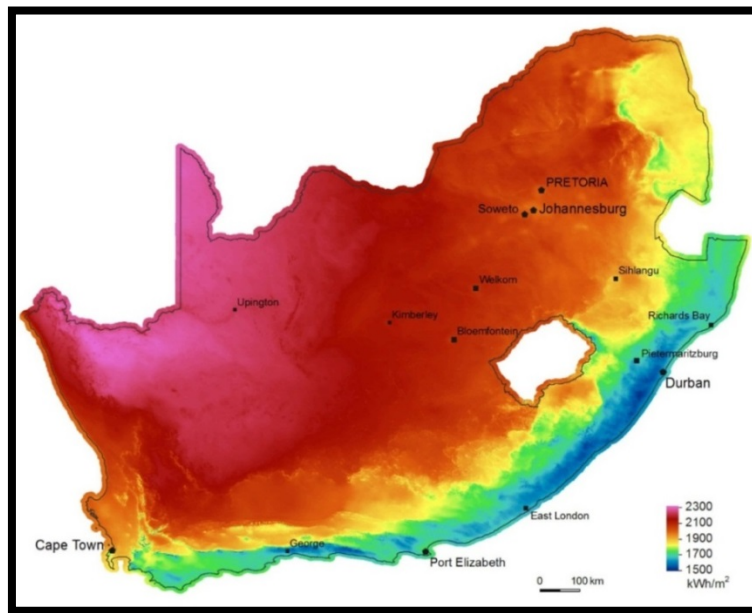 PRETORIA
Soweto
Johannesburg
Welkom
Sihlangu
Upington
Kimberley
Richards Bay
Bloemfontein
Pietermaritzburg
Durban
East London
Cape Town
George
Port Elizabeth
2300
2100
1900
1700
1500
kWh/m²
0 100 km